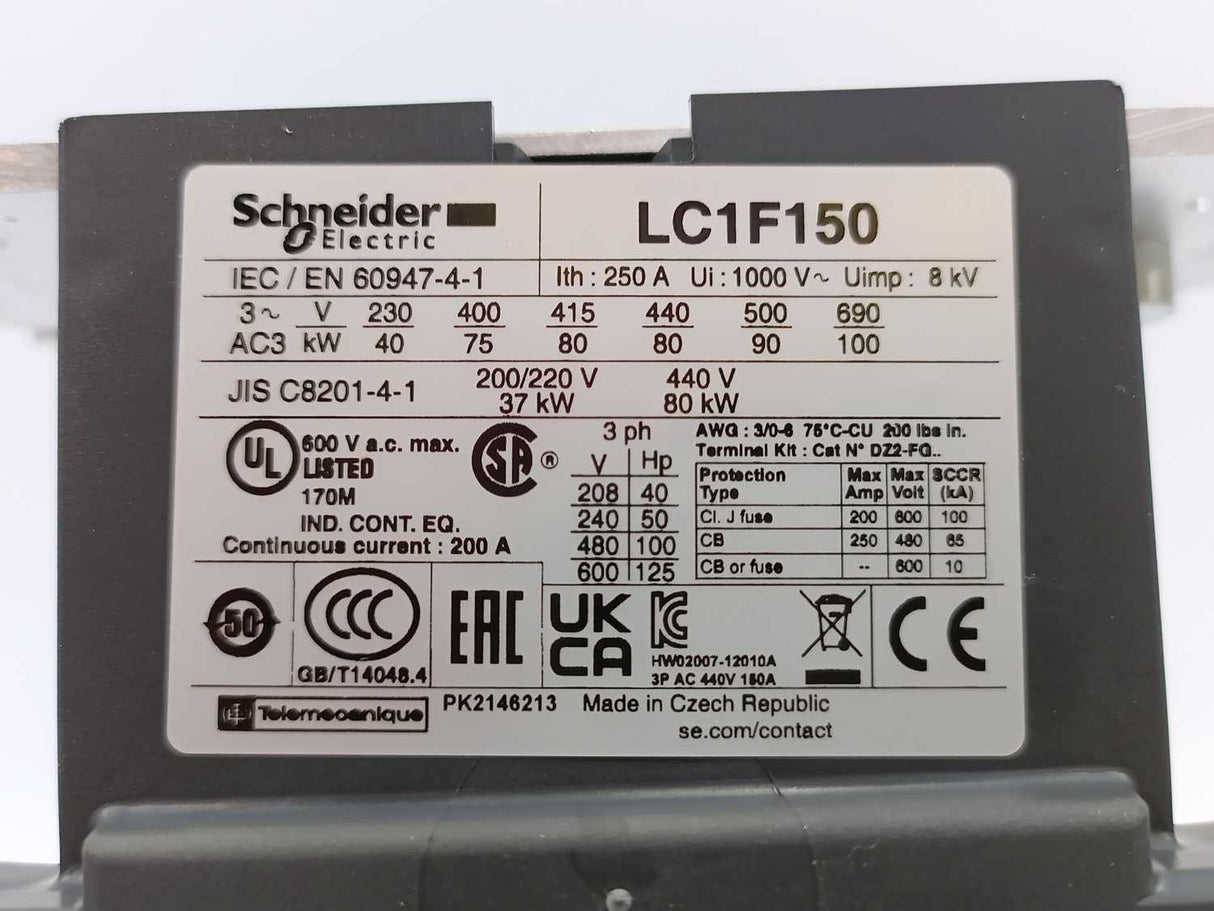 Schneider Electric
LC1F150
IEC / EN 60947-4-1
Ith : 250 A Ui : 1000 V~ Uimp : 8 kV
3~ V 230 400 415 440 500 690
AC3 kW 40 75 80 80 90 100
JIS C8201-4-1
200/220 V 440 V
37 kW 80 kW
UL
600 V a.c. max.
LISTED
170M
IND. CONT. EQ.
Continuous current : 200 A
SA ®
3 ph
V Hp
208 40
240 50
480 100
600 125
AWG : 3/0-6 75°C-CU 200 lbs in.
Terminal Kit : Cat N° DZ2-FG..
Protection Type Max Amp Max Volt SCCR (kA)
Cl. J fuse 200 600 100
CB 250 480 65
CB or fuse -- 600 10
50
CCC
GB/T14048.4
EAC
UK
CA
KC
HW02007-12010A
3P AC 440V 150A
CE
Telemecanique
PK2146213 Made in Czech Republic
se.com/contact